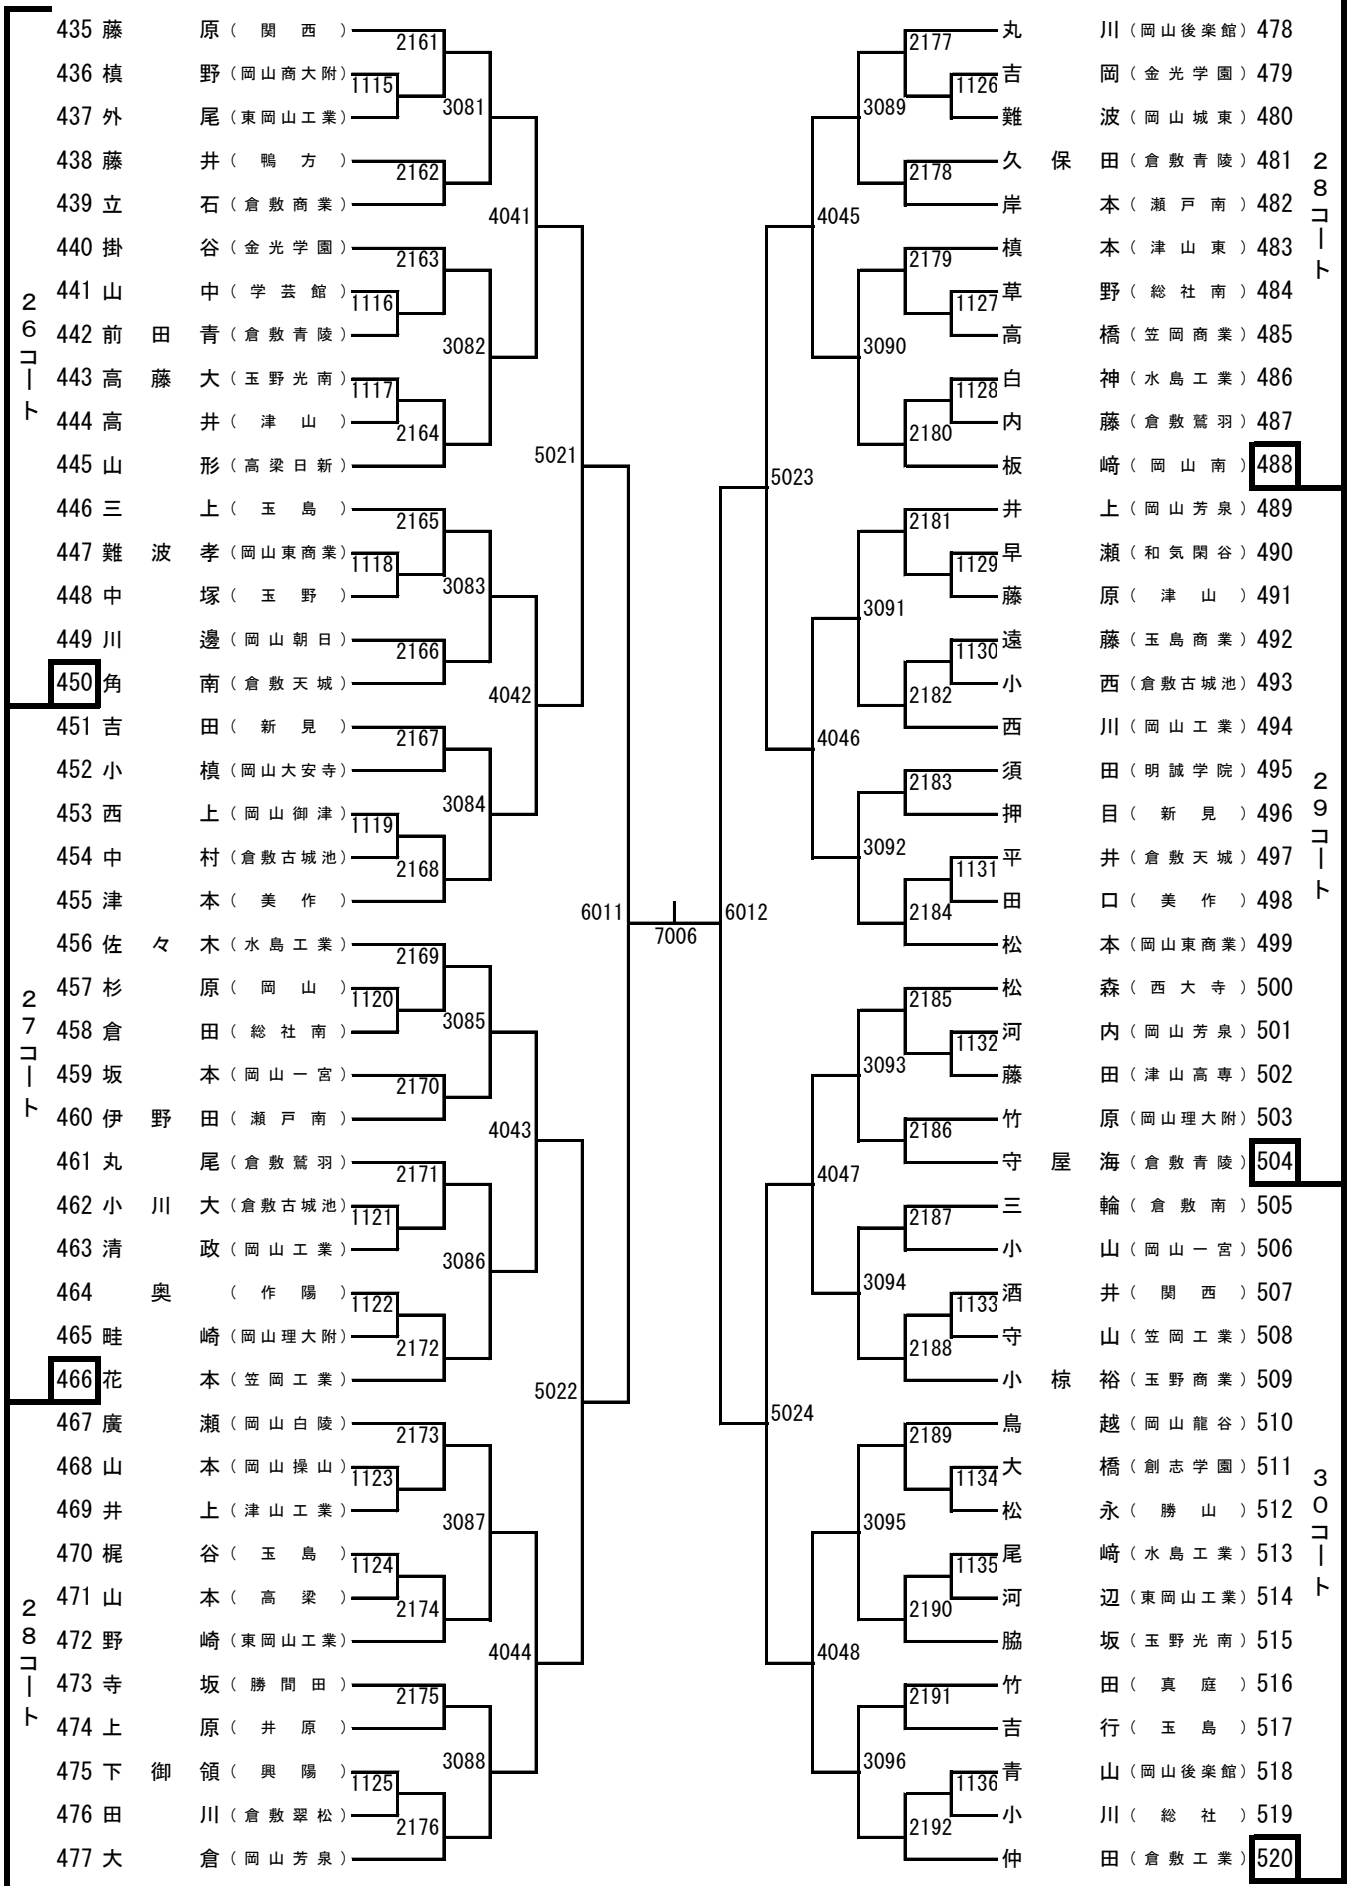 435 藤原 (関西)
436 槙野 (岡山商大附)
437 外尾 (東岡山工業)
438 藤井 (鴨方)
439 立石 (倉敷商業)
440 掛谷 (金光学園)
441 山中 (学芸館)
442 前田青 (倉敷青陵)
443 高藤大 (玉野光南)
444 高井 (津山)
445 山形 (高梁日新)
446 三上 (玉島)
447 難波孝 (岡山東商業)
448 中塚 (玉野)
449 川邊 (岡山朝日)
450 角南 (倉敷天城)
451 吉田 (新見)
452 小槙 (岡山大安寺)
453 西上 (岡山御津)
454 中村 (倉敷古城池)
455 津本 (美作)
456 佐々木 (水島工業)
457 杉原 (岡山)
458 倉田 (総社南)
459 坂本 (岡山一宮)
460 伊野田 (瀬戸南)
461 丸尾 (倉敷鷲羽)
462 小川大 (倉敷古城池)
463 清政 (岡山工業)
464 奥 (作陽)
465 畦崎 (岡山理大附)
466 花本 (笠岡工業)
467 廣瀬 (岡山白陵)
468 山本 (岡山操山)
469 井上 (津山工業)
470 梶谷 (玉島)
471 山本 (高梁)
472 野崎 (東岡山工業)
473 寺坂 (勝間田)
474 上原 (井原)
475 下御領 (興陽)
476 田川 (倉敷翠松)
477 大倉 (岡山芳泉)
26コート
27コート
28コート
1115
1116
1117
1118
1119
1120
1121
1122
1123
1124
1125
2161
2162
2163
2164
2165
2166
2167
2168
2169
2170
2171
2172
2173
2174
2175
2176
3081
3082
3083
3084
3085
3086
3087
3088
4041
4042
4043
4044
5021
5022
6011
7006
6012
5023
5024
4045
4046
4047
4048
3089
3090
3091
3092
3093
3094
3095
3096
2177
2178
2179
2180
2181
2182
2183
2184
2185
2186
2187
2188
2189
2190
2191
2192
1126
1127
1128
1129
1130
1131
1132
1133
1134
1135
1136
丸川 (岡山後楽館) 478
吉岡 (金光学園) 479
難波 (岡山城東) 480
久保田 (倉敷青陵) 481
岸本 (瀬戸南) 482
槙本 (津山東) 483
草野 (総社南) 484
高橋 (笠岡商業) 485
白神 (水島工業) 486
内藤 (倉敷鷲羽) 487
板﨑 (岡山南) 488
井上 (岡山芳泉) 489
早瀬 (和気閑谷) 490
藤原 (津山) 491
遠藤 (玉島商業) 492
小西 (倉敷古城池) 493
西川 (岡山工業) 494
須田 (明誠学院) 495
押目 (新見) 496
平井 (倉敷天城) 497
田口 (美作) 498
松本 (岡山東商業) 499
松森 (西大寺) 500
河内 (岡山芳泉) 501
藤田 (津山高専) 502
竹原 (岡山理大附) 503
守屋海 (倉敷青陵) 504
三輪 (倉敷南) 505
小山 (岡山一宮) 506
酒井 (関西) 507
守山 (笠岡工業) 508
小椋裕 (玉野商業) 509
鳥越 (岡山龍谷) 510
大橋 (創志学園) 511
松永 (勝山) 512
尾﨑 (水島工業) 513
河辺 (東岡山工業) 514
脇坂 (玉野光南) 515
竹田 (真庭) 516
吉行 (玉島) 517
青山 (岡山後楽館) 518
小川 (総社) 519
仲田 (倉敷工業) 520
28コート
29コート
30コート